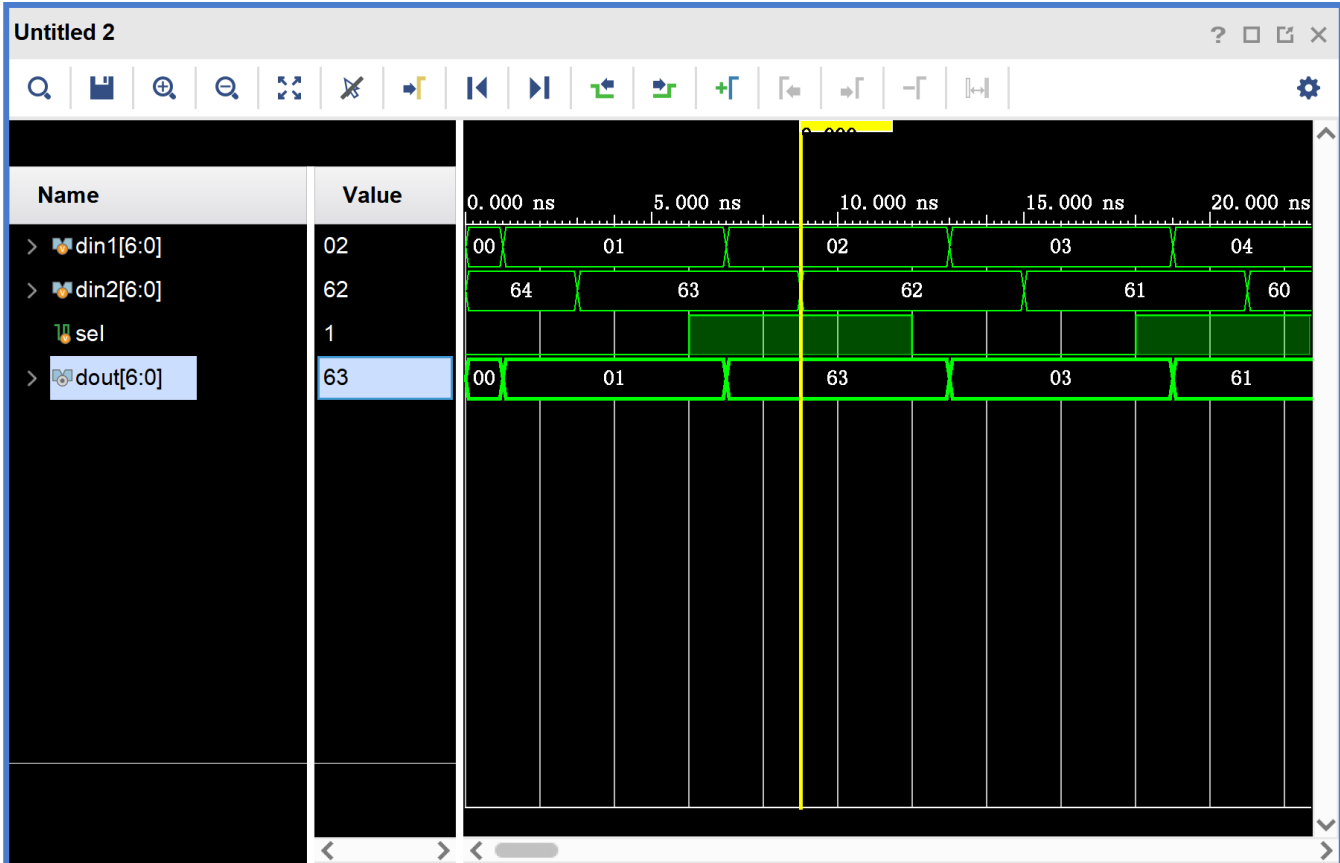 Untitled 2
?
Name Value 0.000 ns 5.000 ns 10.000 ns 15.000 ns 20.000 ns
din1[6:0] 02 00 01 02 03 04
din2[6:0] 62 64 63 62 61 60
sel 1
dout[6:0] 63 00 01 63 03 61